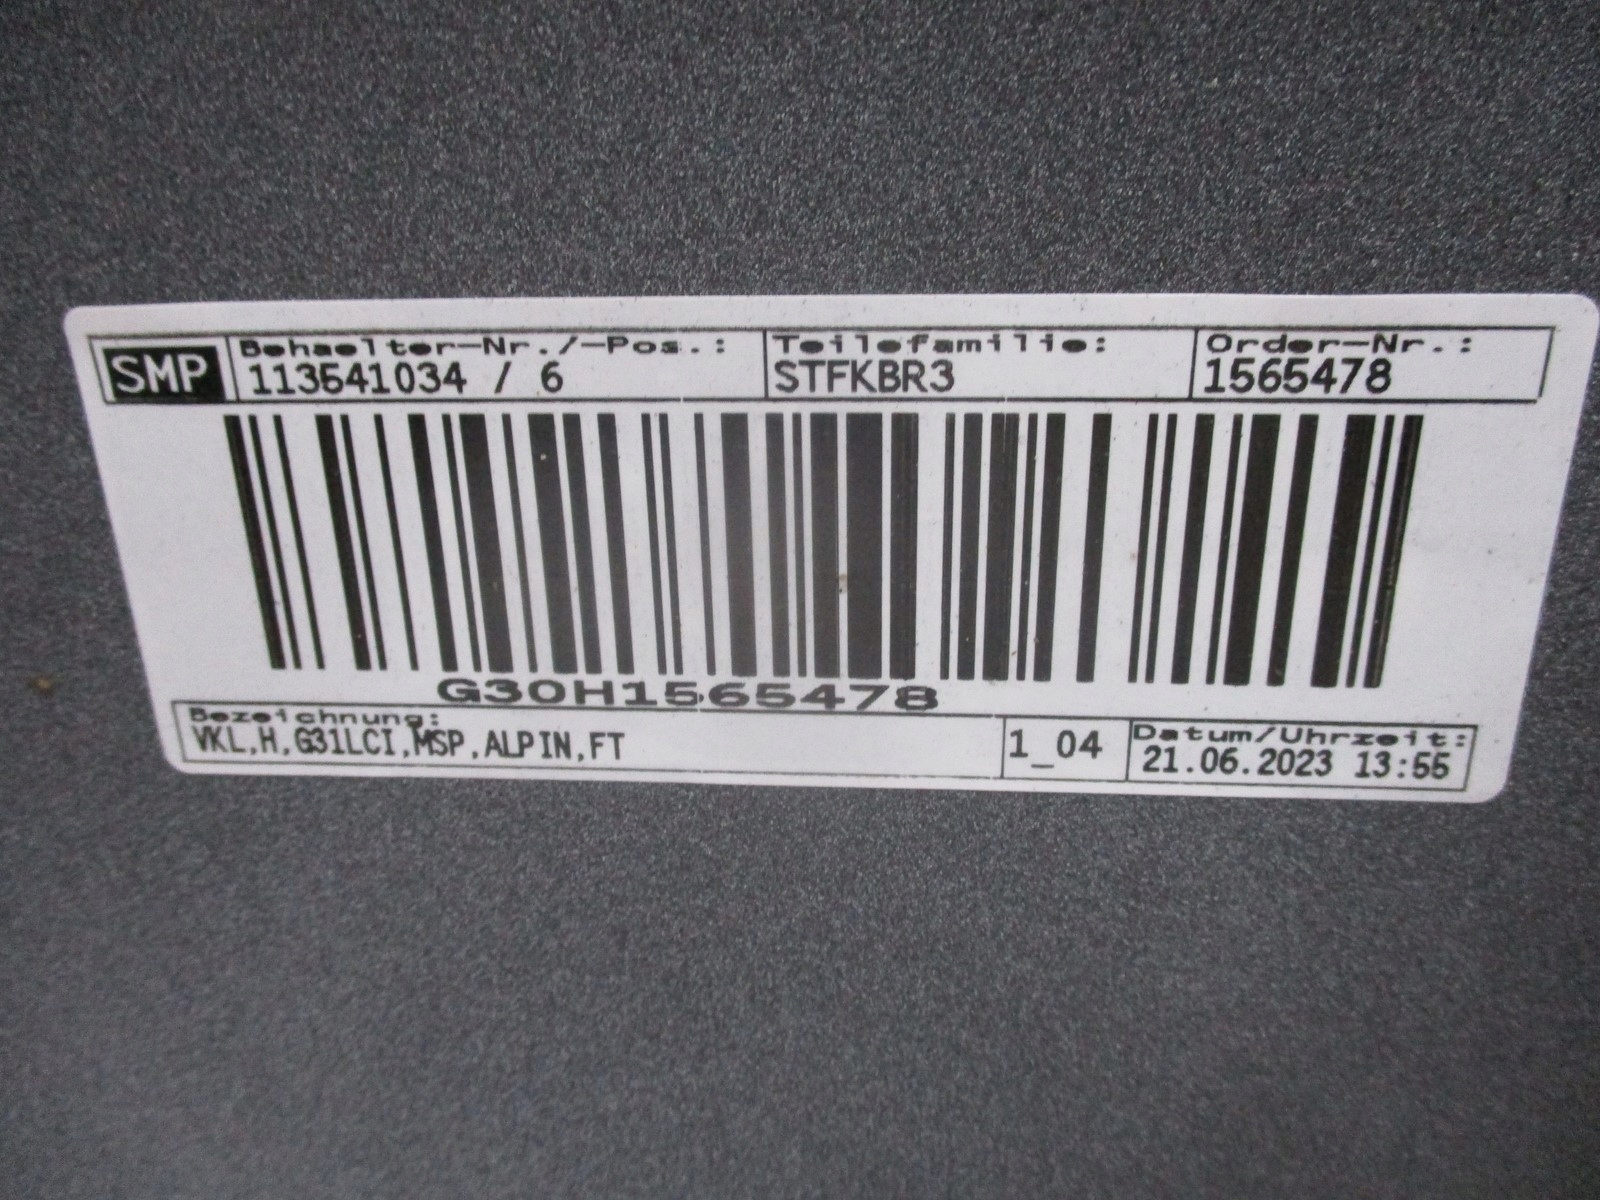 SMP
Behaelter-Nr./-Pos.:
113541034 / 6
Teilefamilie:
STFKBR3
Order-Nr.:
1565478
G30H1565478
Bezeichnung:
VKL,H,G31LCI,MSP,ALPIN,FT
1_04
Datum/Uhrzeit:
21.06.2023 13:55